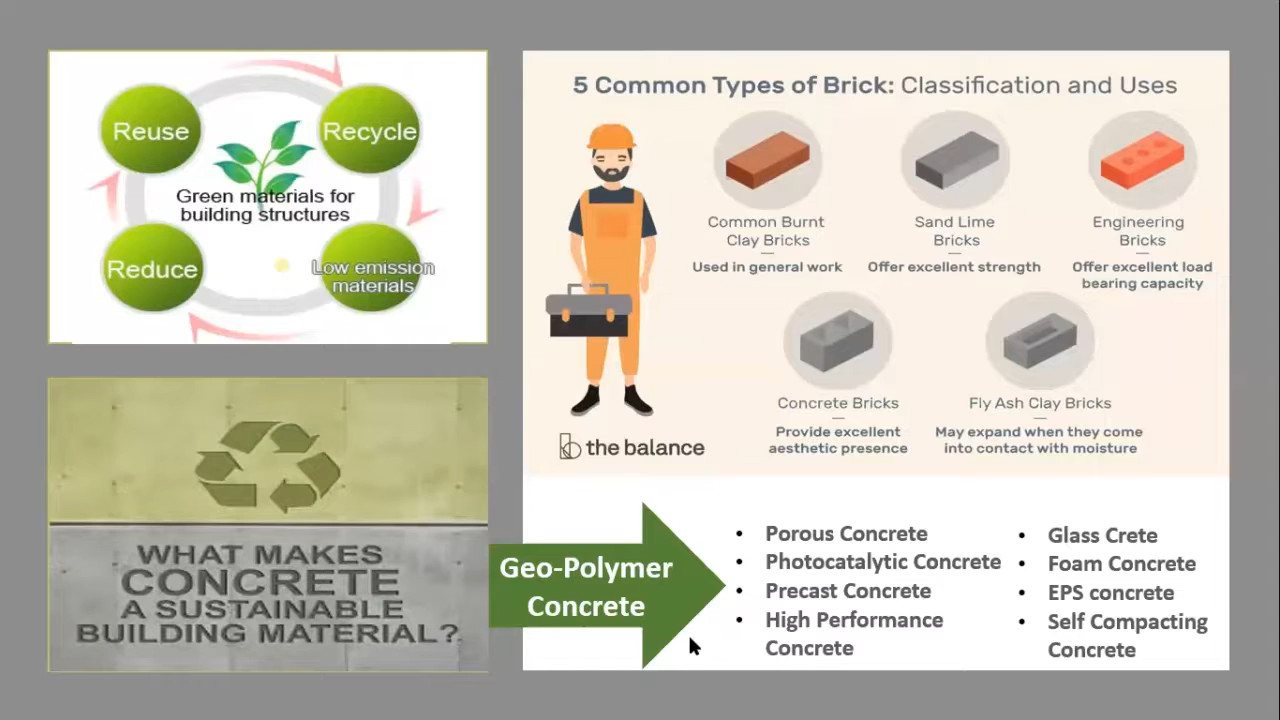 Reuse
Recycle
Green materials for
building structures
Reduce
Low emission
materials
WHAT MAKES
CONCRETE
A SUSTAINABLE
BUILDING MATERIAL?
5 Common Types of Brick: Classification and Uses
Common Burnt
Clay Bricks
Used in general work
Sand Lime
Bricks
Offer excellent strength
Engineering
Bricks
Offer excellent load
bearing capacity
Concrete Bricks
Provide excellent
aesthetic presence
Fly Ash Clay Bricks
May expand when they come
into contact with moisture
the balance
Geo-Polymer
Concrete
• Porous Concrete
• Photocatalytic Concrete
• Precast Concrete
• High Performance
Concrete
• Glass Crete
• Foam Concrete
• EPS concrete
• Self Compacting
Concrete